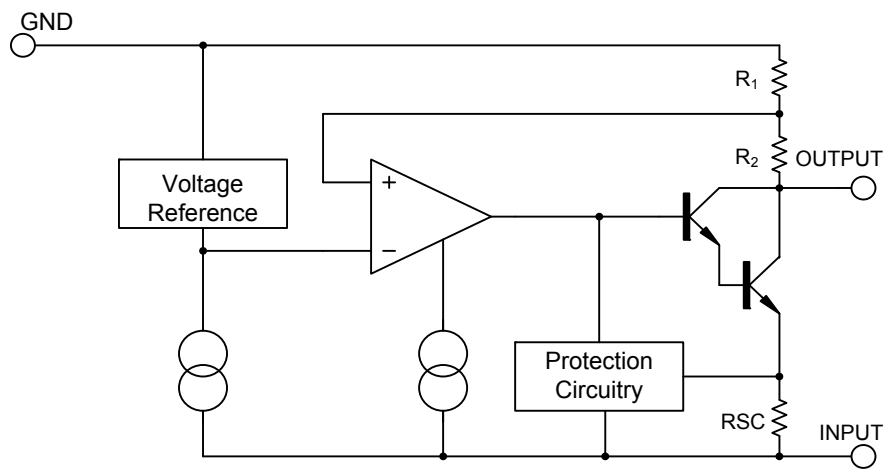 GND
R1
R2
OUTPUT
Voltage
Reference
+
−
Protection
Circuitry
RSC
INPUT